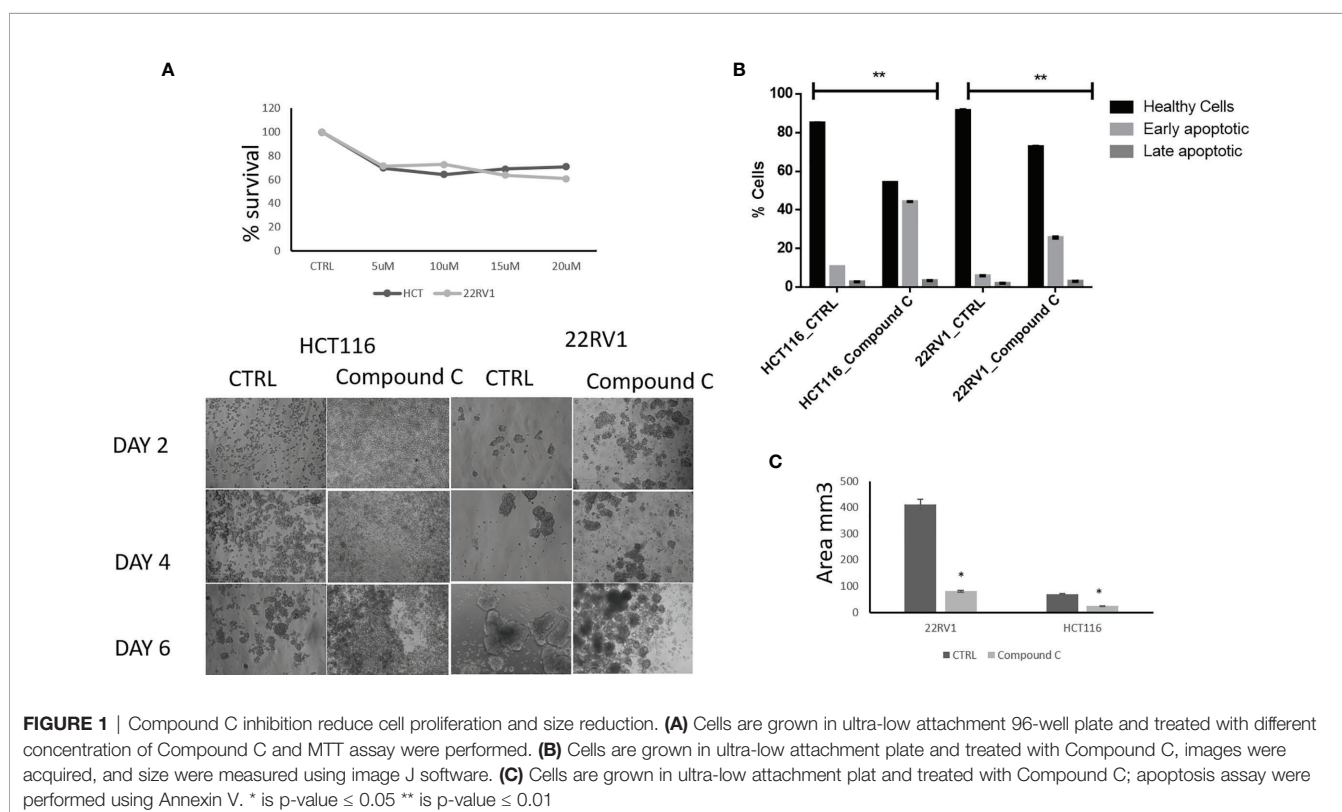 A
120
100
80
60
40
20
0
% survival
CTRL 5uM 10uM 15uM 20uM
HCT 22RV1
B
** **
100
80
60
40
20
0
% Cells
HCT116_CTRL
HCT116_Compound C
22RV1_CTRL
22RV1_Compound C
Healthy Cells
Early apoptotic
Late apoptotic
HCT116 22RV1
CTRL Compound C CTRL Compound C
DAY 2
DAY 4
DAY 6
C
500
400
300
200
100
0
Area mm3
* *
22RV1 HCT116
CTRL Compound C
FIGURE 1 | Compound C inhibition reduce cell proliferation and size reduction. (A) Cells are grown in ultra-low attachment 96-well plate and treated with different
concentration of Compound C and MTT assay were performed. (B) Cells are grown in ultra-low attachment plate and treated with Compound C, images were
acquired, and size were measured using image J software. (C) Cells are grown in ultra-low attachment plat and treated with Compound C; apoptosis assay were
performed using Annexin V. * is p-value ≤ 0.05 ** is p-value ≤ 0.01